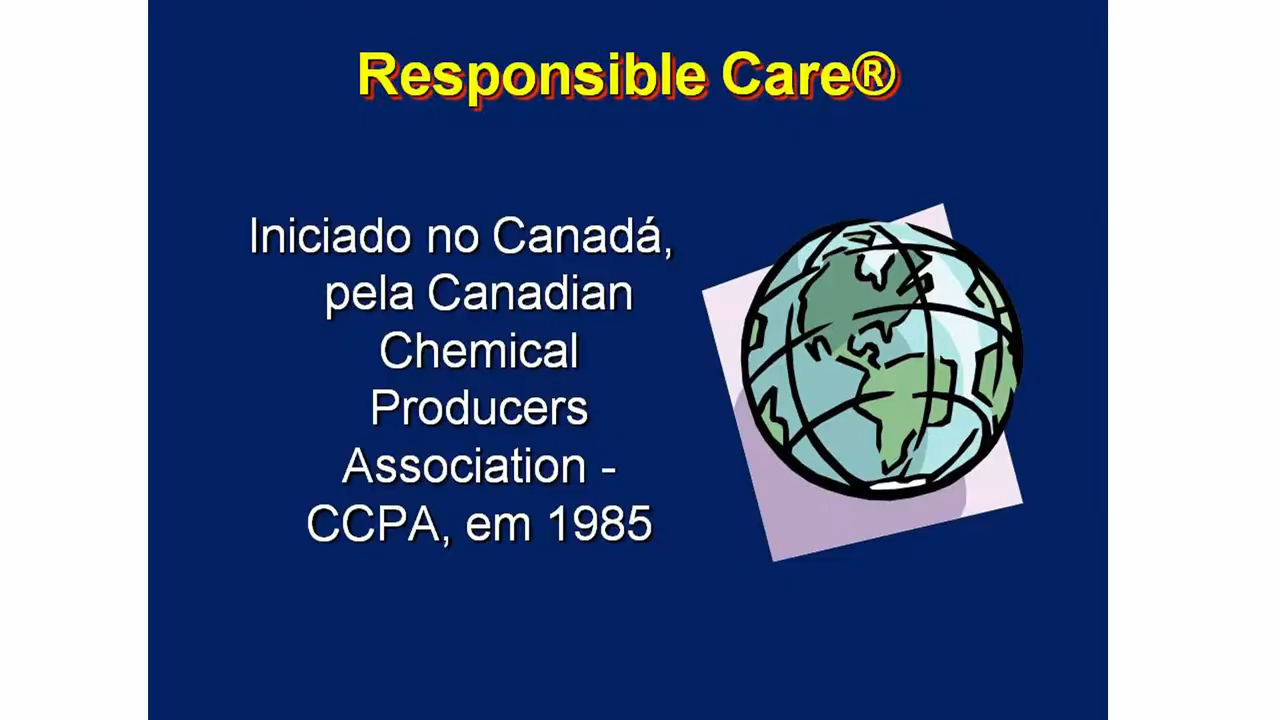 Responsible Care®
Iniciado no Canadá,
pela Canadian
Chemical
Producers
Association -
CCPA, em 1985